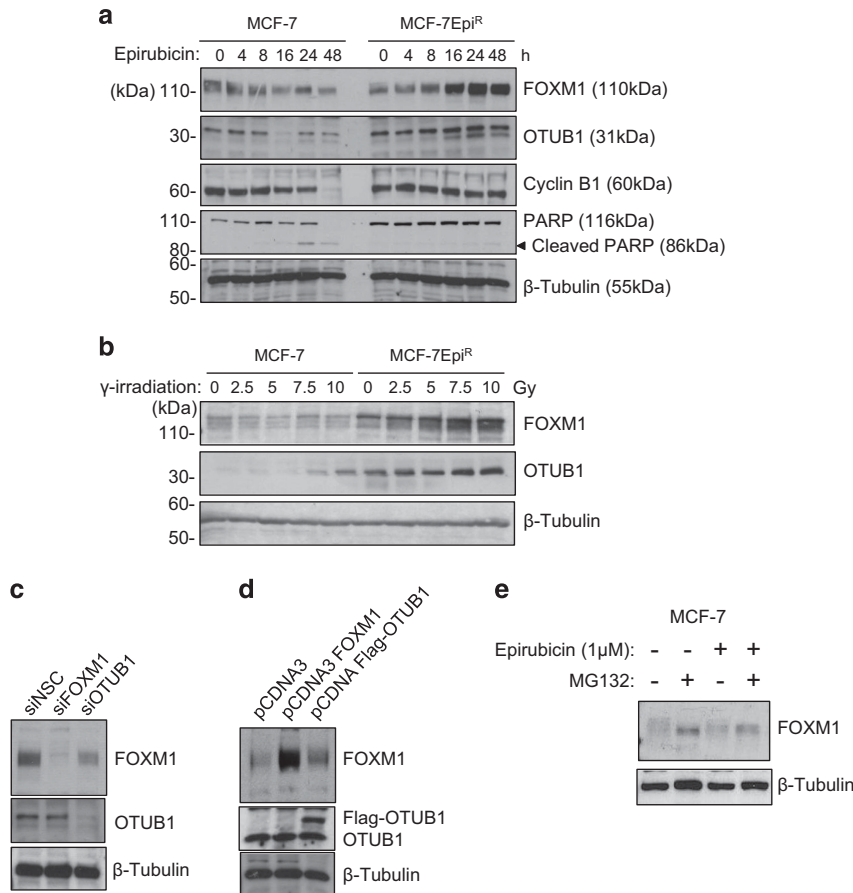 a
MCF-7 MCF-7Epiᴿ
Epirubicin: 0 4 8 16 24 48 0 4 8 16 24 48 h
(kDa) 110- FOXM1 (110kDa)
30- OTUB1 (31kDa)
60- Cyclin B1 (60kDa)
110- PARP (116kDa)
80- ◄ Cleaved PARP (86kDa)
60-
50- β-Tubulin (55kDa)
b
MCF-7 MCF-7Epiᴿ
γ-irradiation: 0 2.5 5 7.5 10 0 2.5 5 7.5 10 Gy
(kDa)
110- FOXM1
30- OTUB1
60-
50- β-Tubulin
c
siNSC siFOXM1 siOTUB1
FOXM1
OTUB1
β-Tubulin
d
pCDNA3 pCDNA3 FOXM1 pCDNA Flag-OTUB1
FOXM1
Flag-OTUB1
OTUB1
β-Tubulin
e
MCF-7
Epirubicin (1μM): - - + +
MG132: - + - +
FOXM1
β-Tubulin